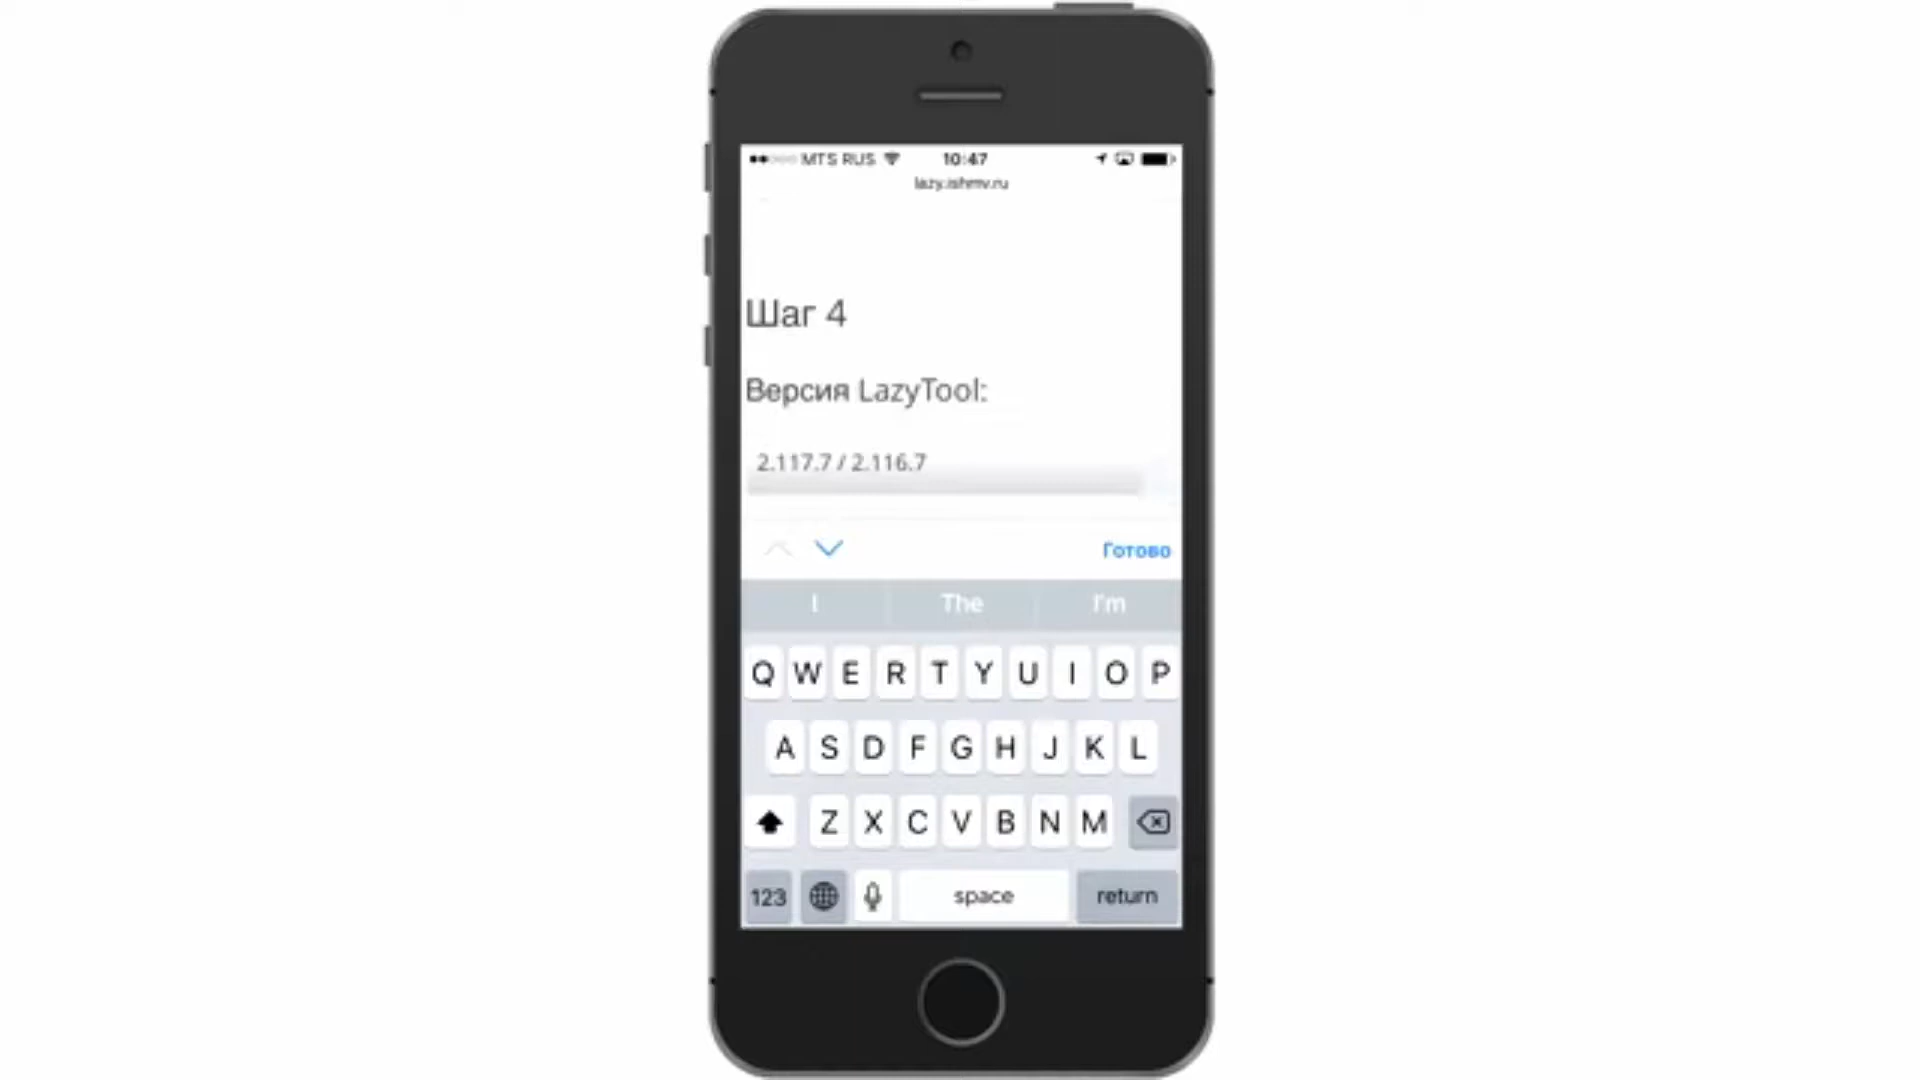 MTS RUS 10:47
lazy.ishmv.ru
Шаг 4
Версия LazyTool:
2.117.7 / 2.116.7
Готово
I The I'm
Q W E R T Y U I O P
A S D F G H J K L
Z X C V B N M
123 space return